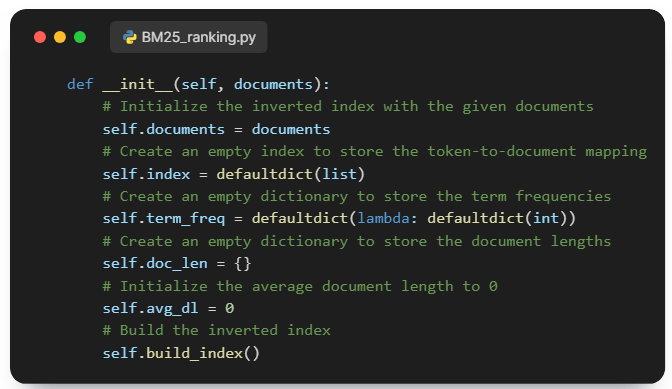 BM25_ranking.py
def __init__(self, documents):
# Initialize the inverted index with the given documents
self.documents = documents
# Create an empty index to store the token-to-document mapping
self.index = defaultdict(list)
# Create an empty dictionary to store the term frequencies
self.term_freq = defaultdict(lambda: defaultdict(int))
# Create an empty dictionary to store the document lengths
self.doc_len = {}
# Initialize the average document length to 0
self.avg_dl = 0
# Build the inverted index
self.build_index()